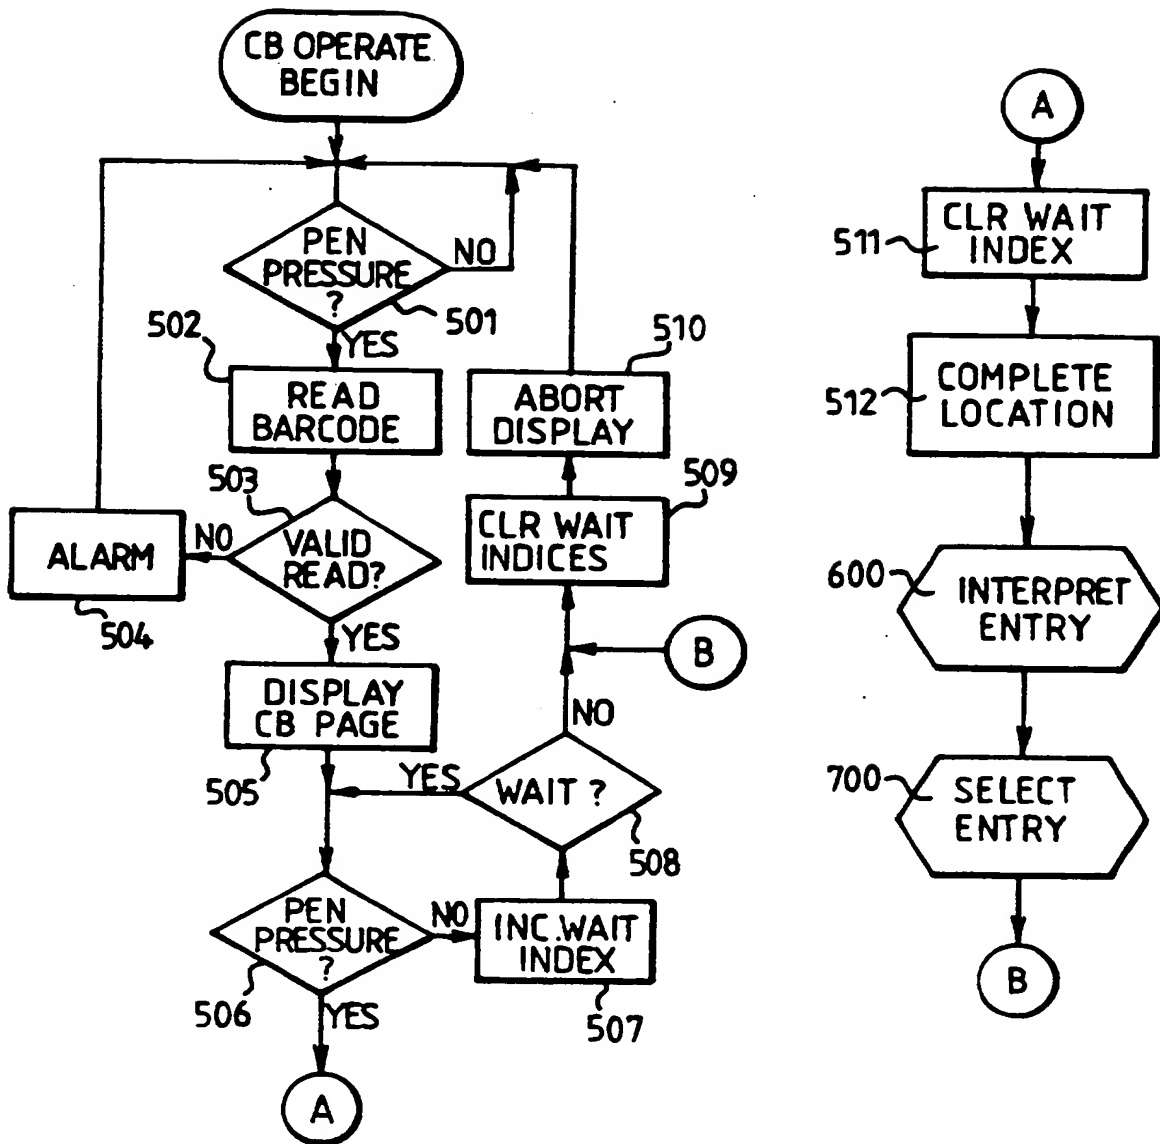 CB OPERATE
BEGIN
PEN
PRESSURE
?
NO
501
YES
502
READ
BARCODE
503
VALID
READ?
NO
ALARM
504
YES
DISPLAY
CB PAGE
505
PEN
PRESSURE
?
506
NO
YES
A
INC.WAIT
INDEX
507
WAIT ?
508
YES
NO
B
CLR WAIT
INDICES
509
ABORT
DISPLAY
510
A
CLR WAIT
INDEX
511
COMPLETE
LOCATION
512
INTERPRET
ENTRY
600
SELECT
ENTRY
700
B